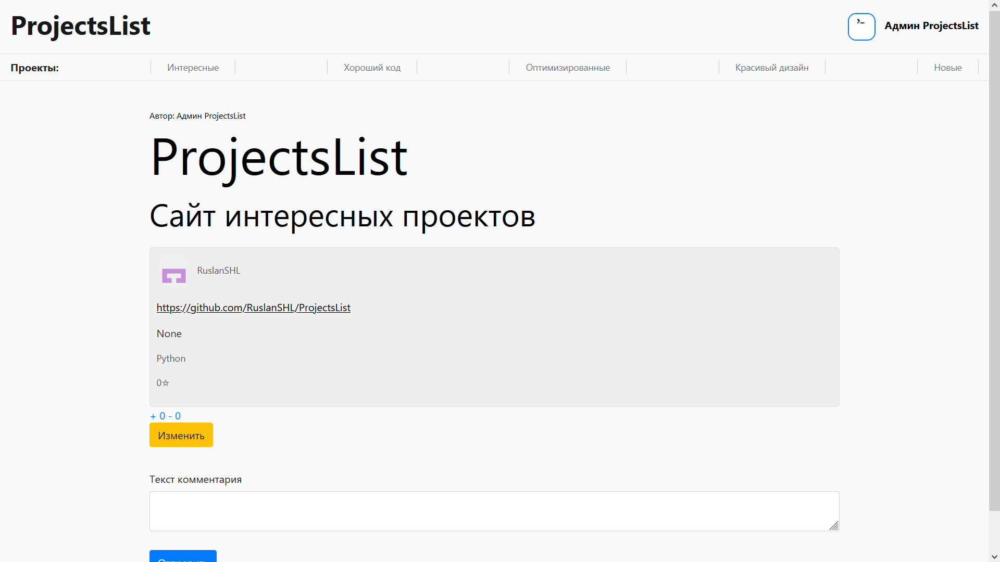 ProjectsList
>_ Админ ProjectsList
Проекты: Интересные Хороший код Оптимизированные Красивый дизайн Новые
Автор: Админ ProjectsList
ProjectsList
Сайт интересных проектов
RuslanSHL
https://github.com/RuslanSHL/ProjectsList
None
Python
0☆
+ 0 - 0
Изменить
Текст комментария
Отправить